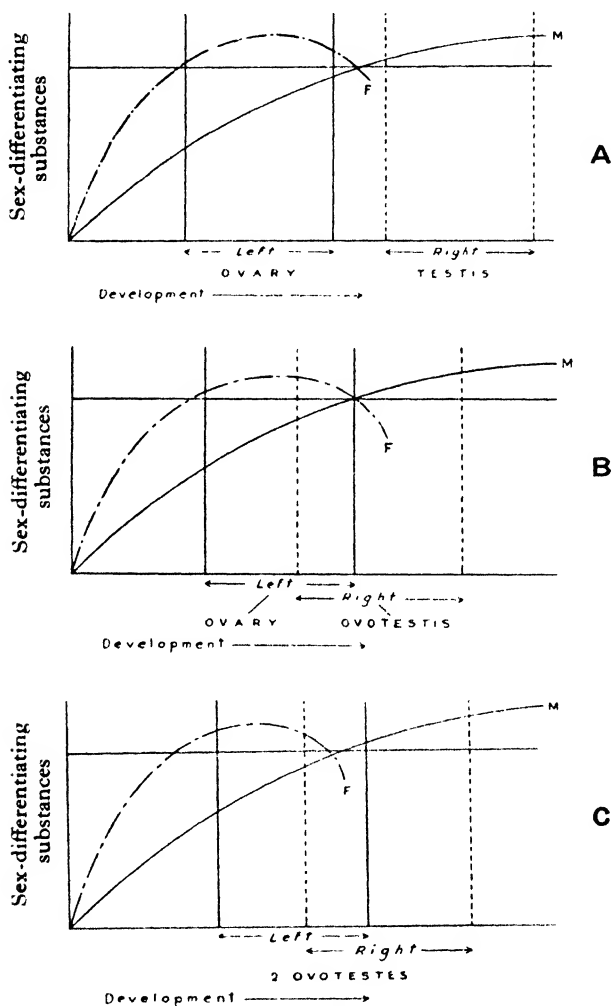 Sex-differentiating
substances
M
F
A
Left
Right
OVARY
TESTIS
Development
Sex-differentiating
substances
M
F
B
Left
Right
OVARY
OVOTESTIS
Development
Sex-differentiating
substances
M
F
C
Left
Right
2 OVOTESTES
Development